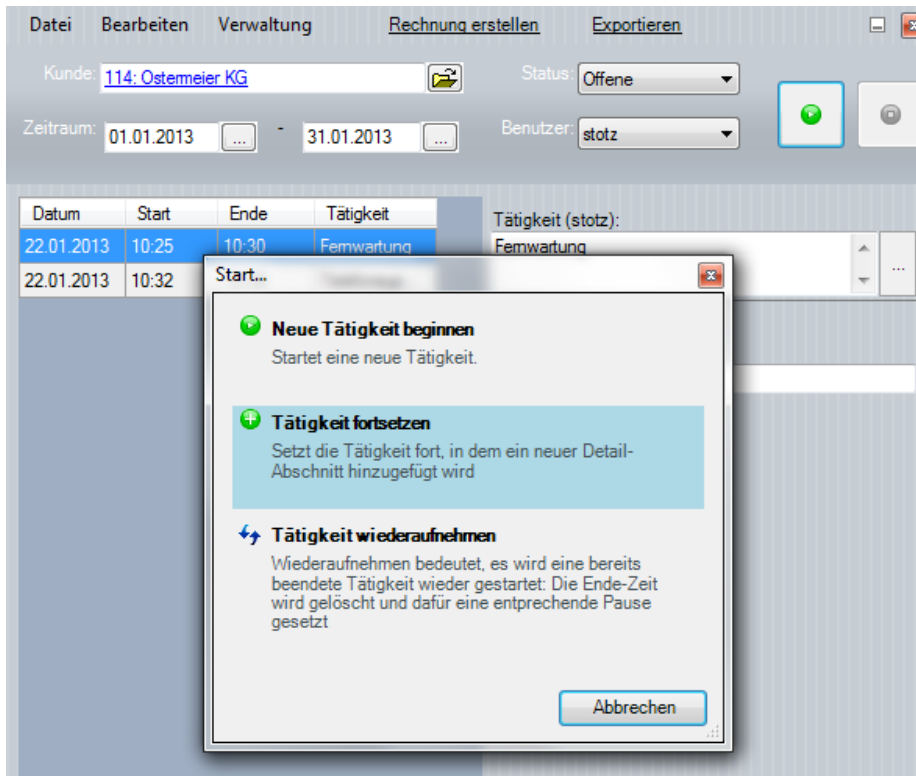 Datei Bearbeiten Verwaltung Rechnung erstellen Exportieren
Kunde: 114: Ostermeier KG Status: Offene
Zeitraum: 01.01.2013 ... - 31.01.2013 ... Benutzer: stotz
Datum Start Ende Tätigkeit Tätigkeit (stotz):
22.01.2013 10:25 10:30 Fernwartung Fernwartung
22.01.2013 10:32 ...
Start...
Neue Tätigkeit beginnen
Startet eine neue Tätigkeit.
Tätigkeit fortsetzen
Setzt die Tätigkeit fort, in dem ein neuer Detail-
Abschnitt hinzugefügt wird
Tätigkeit wiederaufnehmen
Wiederaufnehmen bedeutet, es wird eine bereits
beendete Tätigkeit wieder gestartet: Die Ende-Zeit
wird gelöscht und dafür eine entprechende Pause
gesetzt
Abbrechen